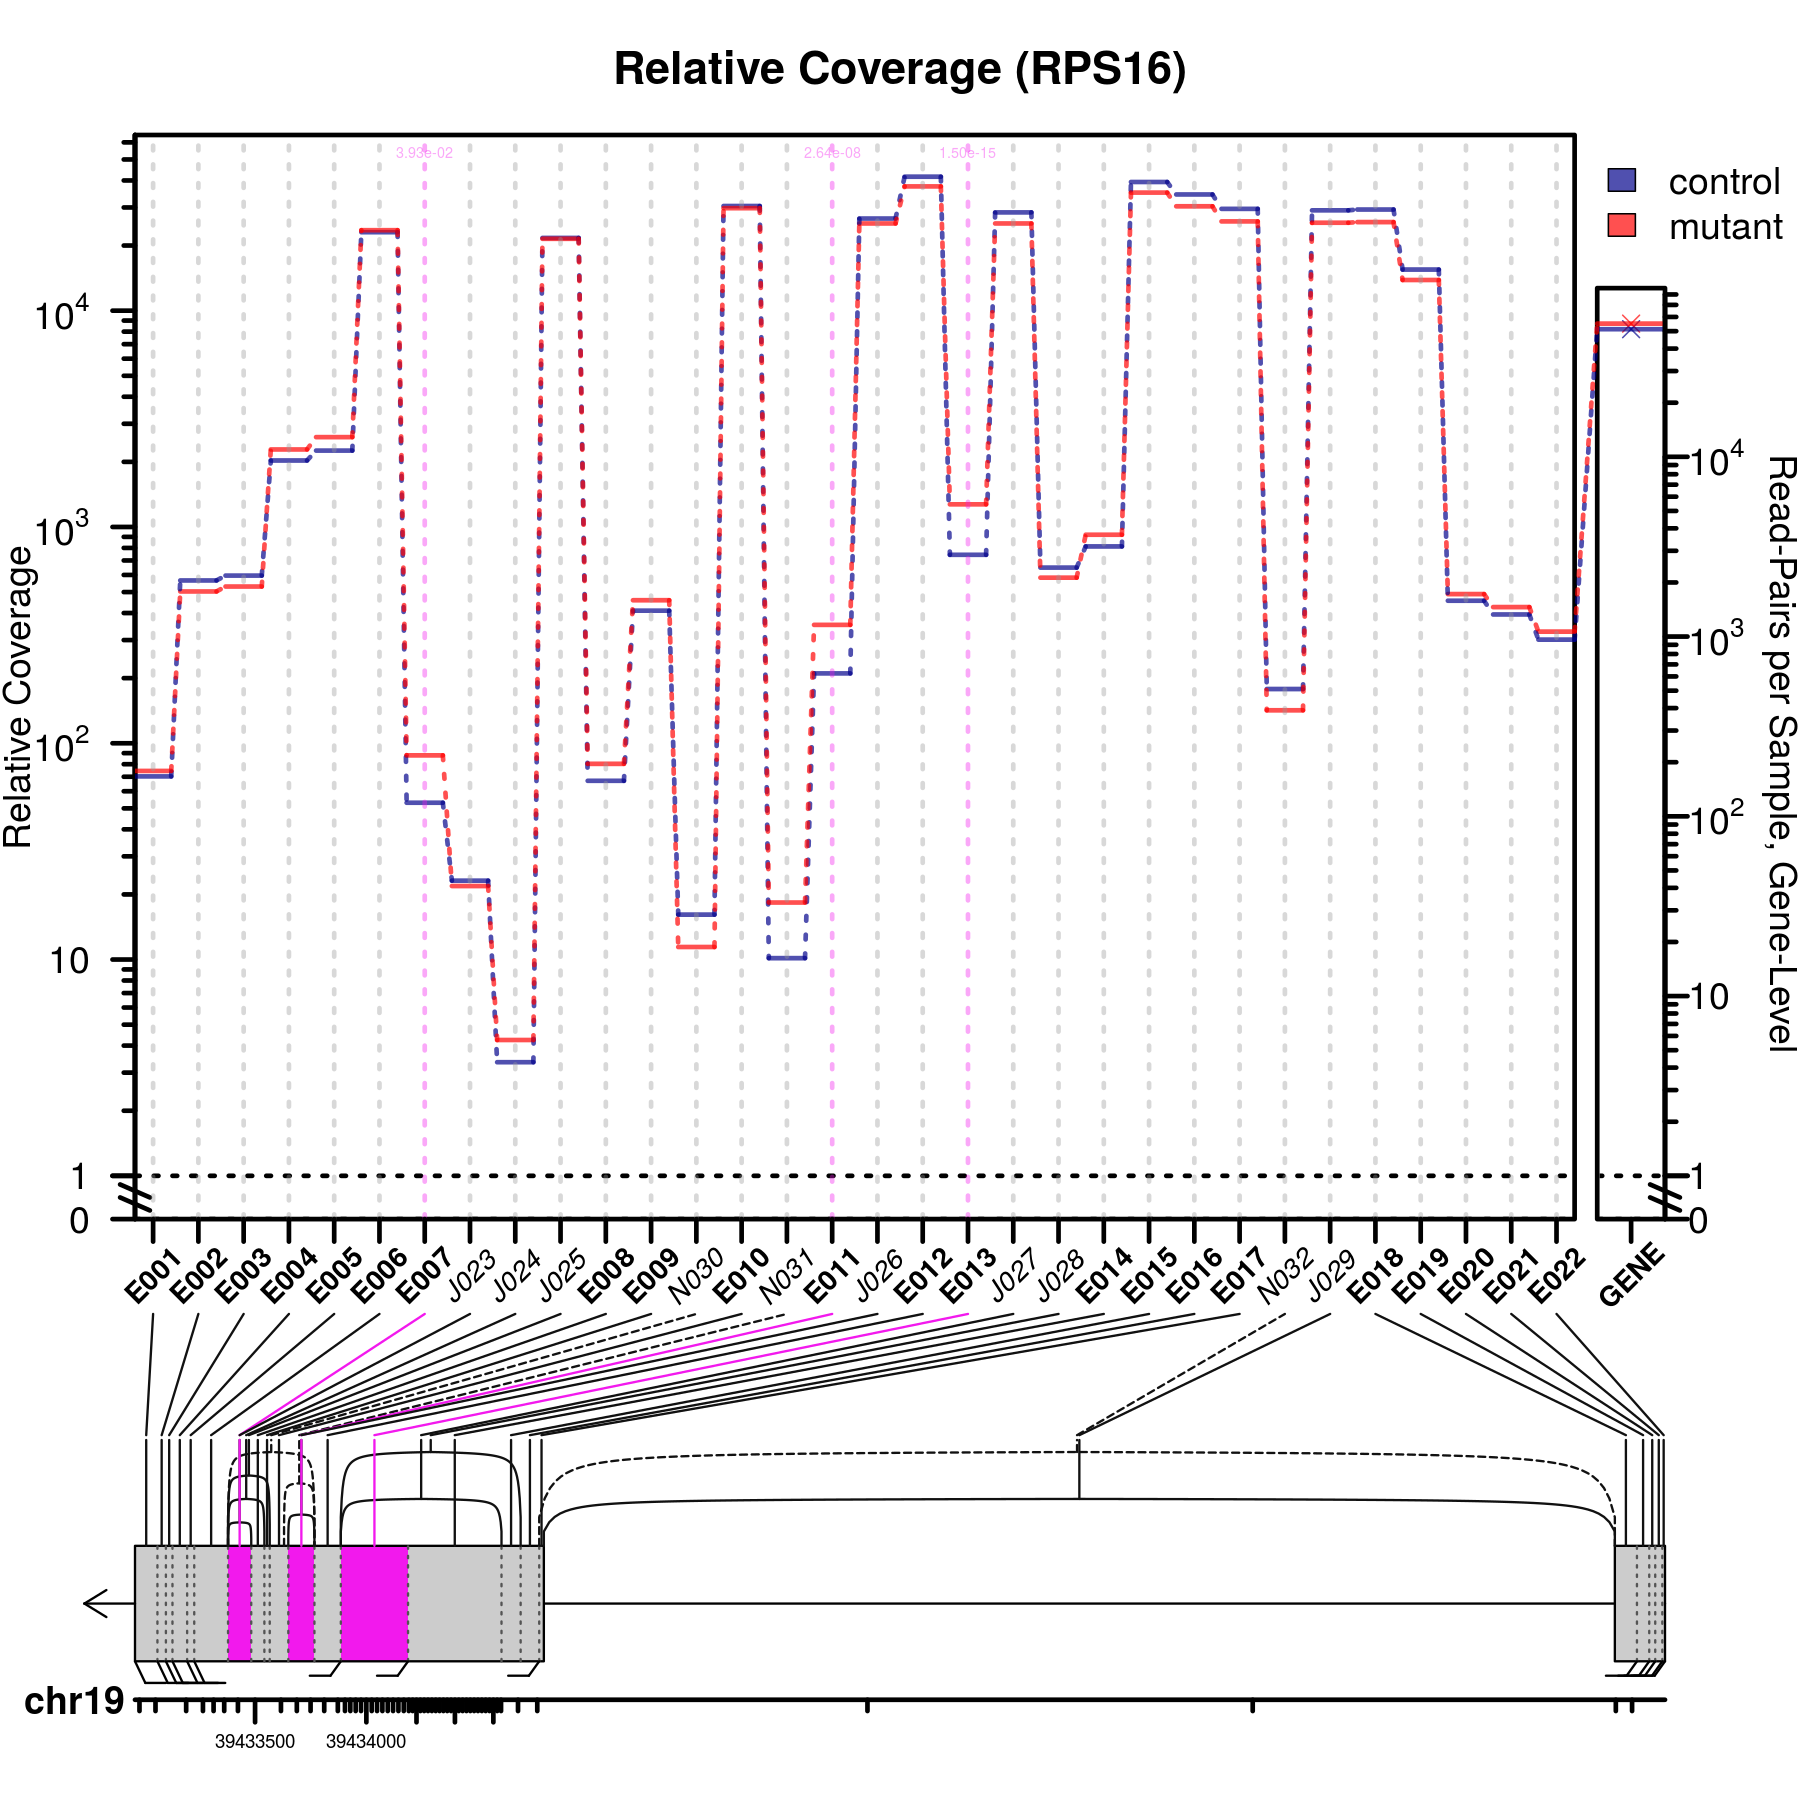 Relative Coverage (RPS16)
3.93e-02 2.64e-08 1.50e-15
control
mutant
Relative Coverage
10^4
10^3
10^2
10
1
0
10^4
10^3
10^2
10
1
0
Read-Pairs per Sample, Gene-Level
E001 E002 E003 E004 E005 E006 E007 J023 J024 J025 E008 E009 N030 E010 N031 E011 J026 E012 E013 J027 J028 E014 E015 E016 E017 N032 J029 E018 E019 E020 E021 E022 GENE
chr19
39433500 39434000